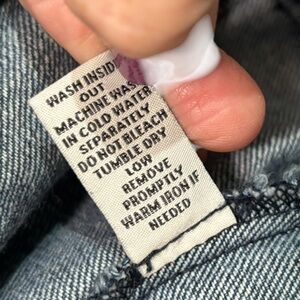 WASH INSIDE
OUT
MACHINE WASH
IN COLD WATER
SEPARATELY
DO NOT BLEACH
TUMBLE DRY
LOW
REMOVE
PROMPTLY
WARM IRON IF
NEEDED